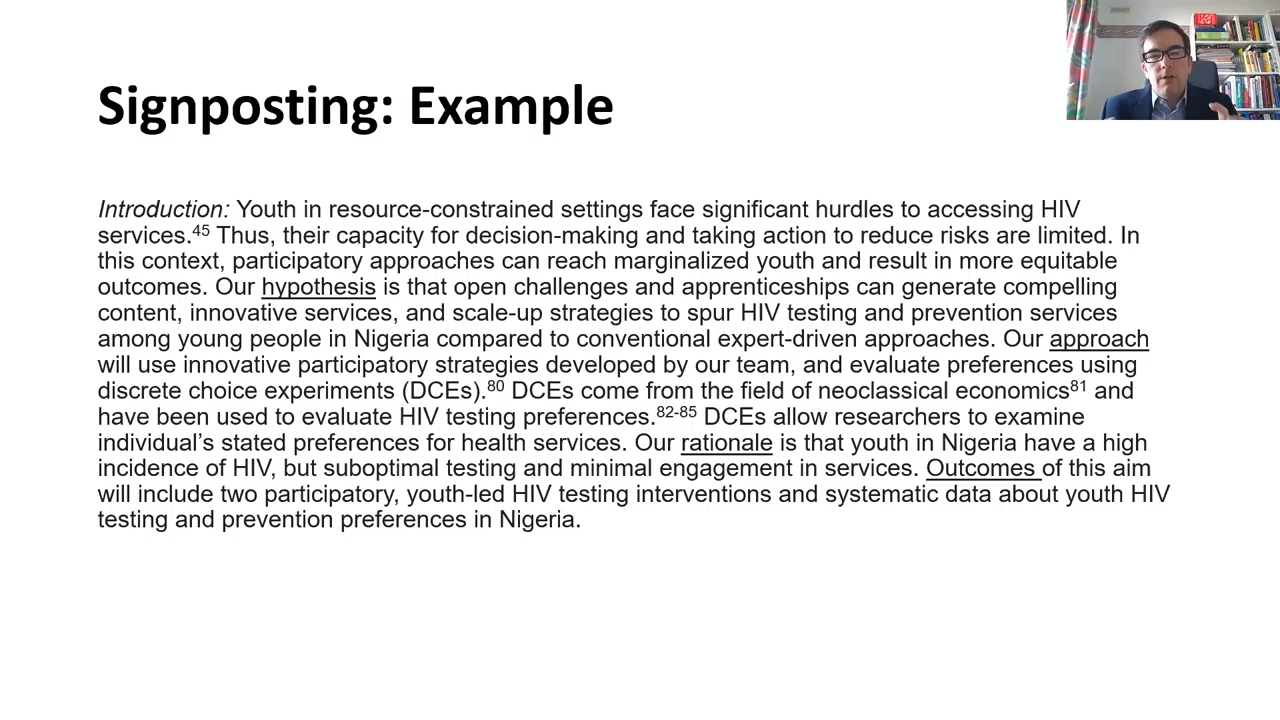 Signposting: Example
Introduction: Youth in resource-constrained settings face significant hurdles to accessing HIV
services.45 Thus, their capacity for decision-making and taking action to reduce risks are limited. In
this context, participatory approaches can reach marginalized youth and result in more equitable
outcomes. Our hypothesis is that open challenges and apprenticeships can generate compelling
content, innovative services, and scale-up strategies to spur HIV testing and prevention services
among young people in Nigeria compared to conventional expert-driven approaches. Our approach
will use innovative participatory strategies developed by our team, and evaluate preferences using
discrete choice experiments (DCEs).80 DCEs come from the field of neoclassical economics81 and
have been used to evaluate HIV testing preferences.82-85 DCEs allow researchers to examine
individual’s stated preferences for health services. Our rationale is that youth in Nigeria have a high
incidence of HIV, but suboptimal testing and minimal engagement in services. Outcomes of this aim
will include two participatory, youth-led HIV testing interventions and systematic data about youth HIV
testing and prevention preferences in Nigeria.